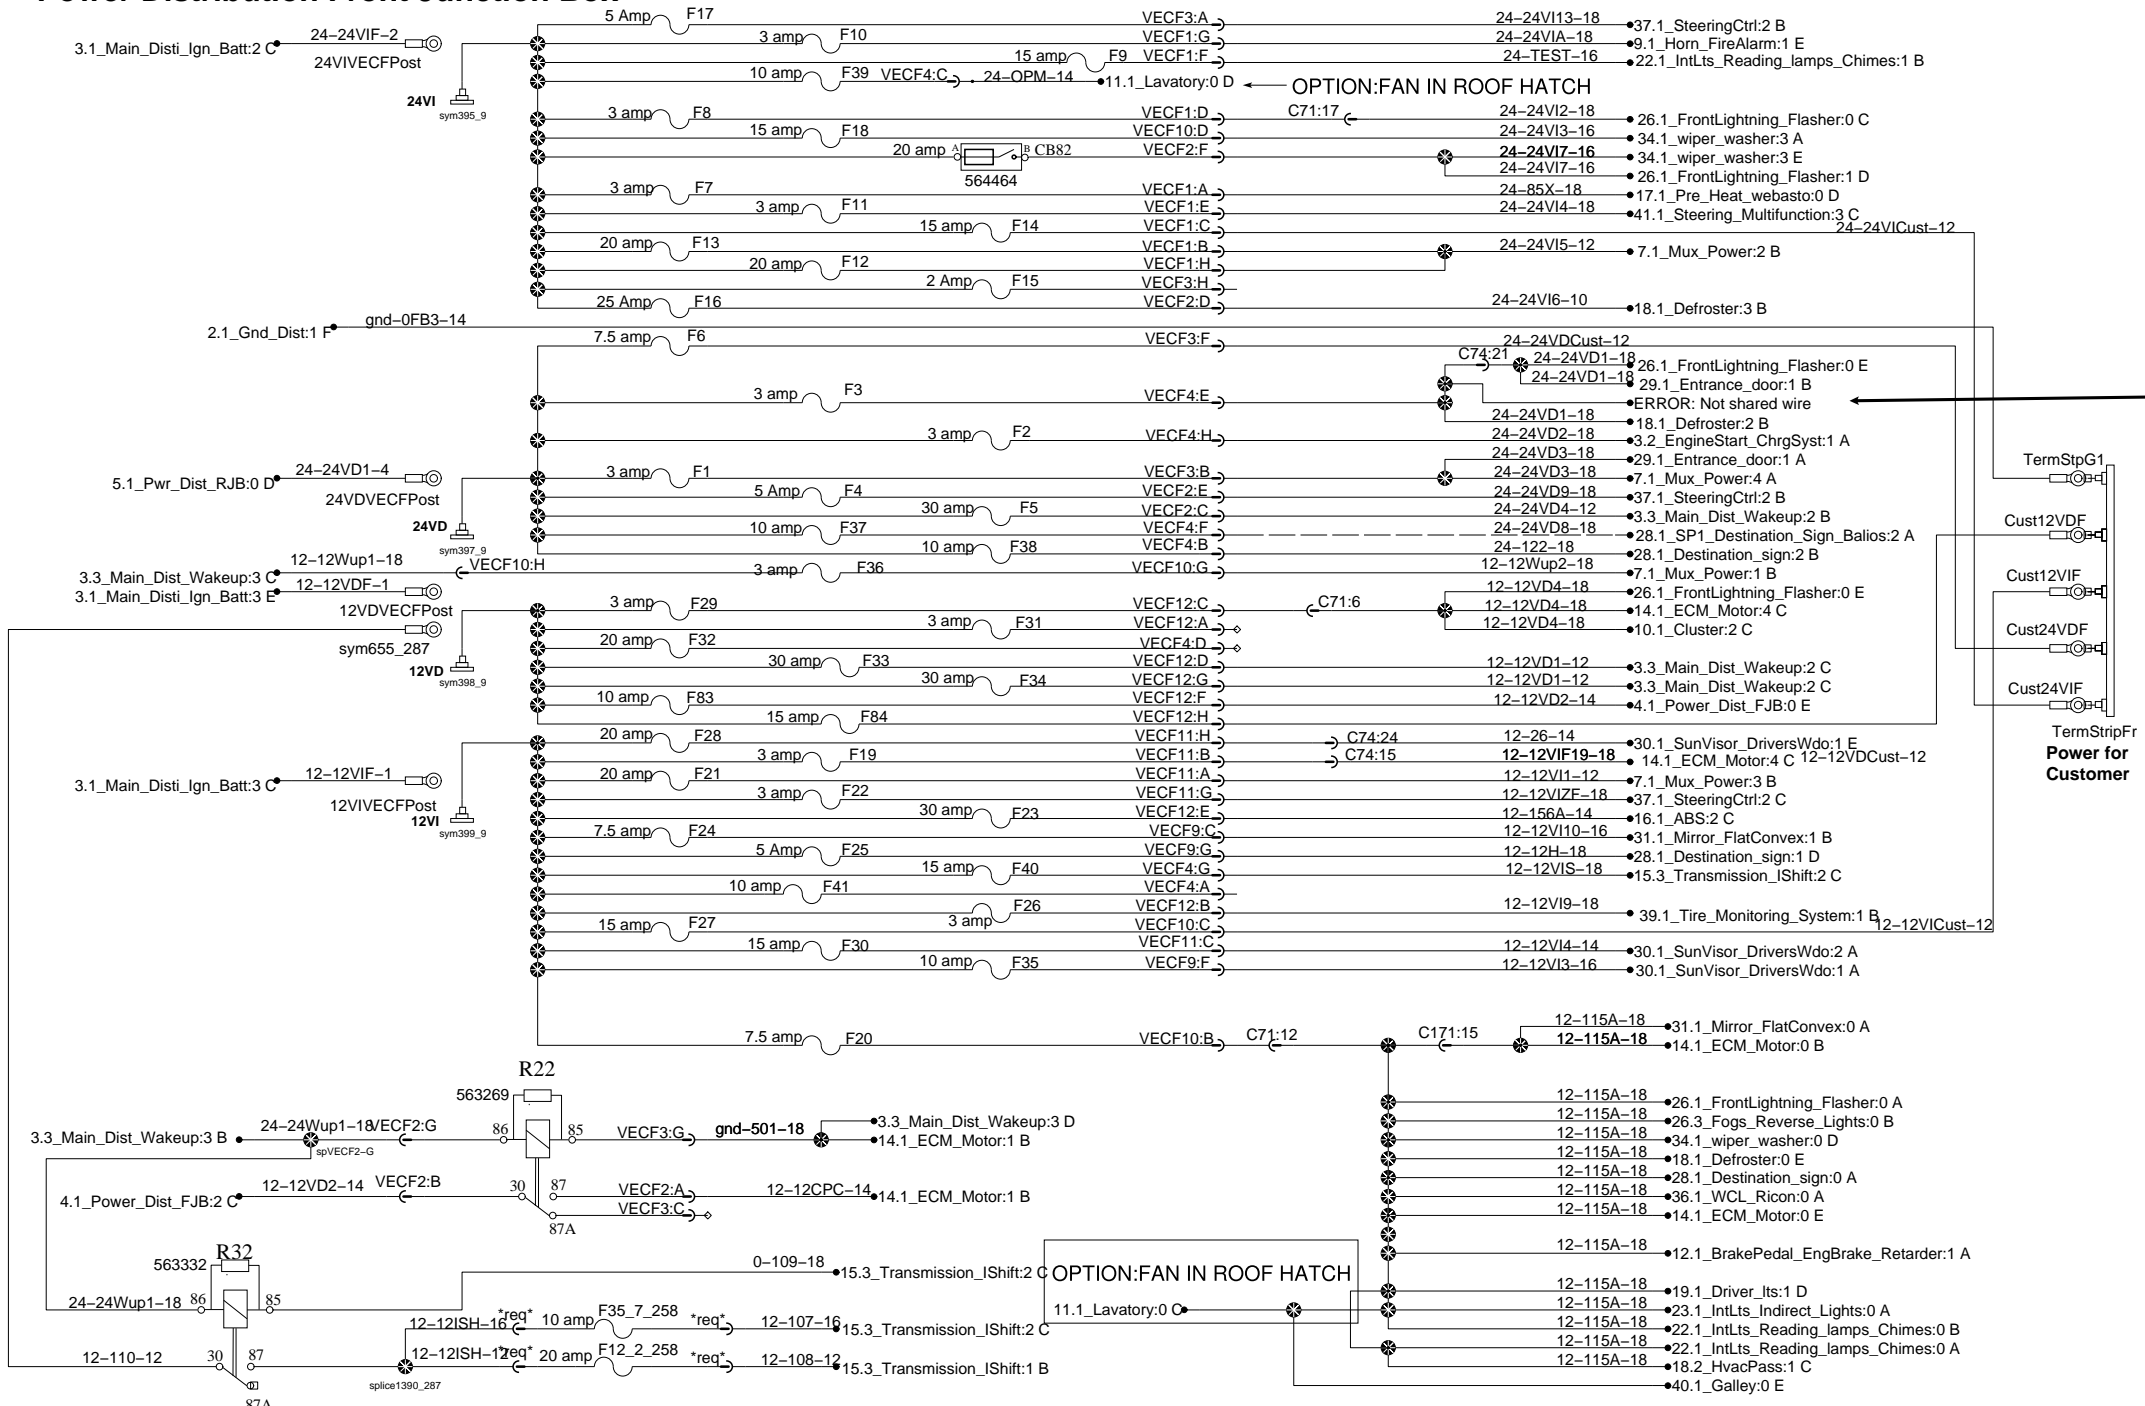 5 Amp F17 VECF3:A 24-24VI13-18 37.1_SteeringCtrl:2 B
3.1_Main_Disti_Ign_Batt:2 C 24-24VIF-2 3 amp F10 VECF1:G 24-24VIA-18 9.1_Horn_FireAlarm:1 E
24VIVECFPost 15 amp F9 VECF1:F 24-TEST-16 22.1_IntLts_Reading_lamps_Chimes:1 B
10 amp F39 VECF4:C 24-OPM-14 11.1_Lavatory:0 D OPTION:FAN IN ROOF HATCH
24VI
sym395_9
3 amp F8 VECF1:D C71:17 24-24VI2-18 26.1_FrontLightning_Flasher:0 C
15 amp F18 VECF10:D 24-24VI3-16 34.1_wiper_washer:3 A
20 amp A B CB82 VECF2:F 24-24VI7-16 34.1_wiper_washer:3 E
564464 24-24VI7-16 26.1_FrontLightning_Flasher:1 D
3 amp F7 VECF1:A 24-85X-18 17.1_Pre_Heat_webasto:0 D
3 amp F11 VECF1:E 24-24VI4-18 41.1_Steering_Multifunction:3 C
15 amp F14 VECF1:C 24-24VICust-12
20 amp F13 VECF1:B 24-24VI5-12 7.1_Mux_Power:2 B
20 amp F12 VECF1:H
2 Amp F15 VECF3:H
25 Amp F16 VECF2:D 24-24VI6-10 18.1_Defroster:3 B
2.1_Gnd_Dist:1 F gnd-0FB3-14
7.5 amp F6 VECF3:F 24-24VDCust-12
C74:21 24-24VD1-18 26.1_FrontLightning_Flasher:0 E
24-24VD1-18 29.1_Entrance_door:1 B
3 amp F3 VECF4:E ERROR: Not shared wire
24-24VD1-18 18.1_Defroster:2 B
3 amp F2 VECF4:H 24-24VD2-18 3.2_EngineStart_ChrgSyst:1 A
24-24VD3-18 29.1_Entrance_door:1 A
TermStpG1
5.1_Pwr_Dist_RJB:0 D 24-24VD1-4 3 amp F1 VECF3:B 24-24VD3-18 7.1_Mux_Power:4 A
24VDVECFPost 5 Amp F4 VECF2:E 24-24VD9-18 37.1_SteeringCtrl:2 B
30 amp F5 VECF2:C 24-24VD4-12 3.3_Main_Dist_Wakeup:2 B
Cust12VDF
24VD 10 amp F37 VECF4:F 24-24VD8-18 28.1_SP1_Destination_Sign_Balios:2 A
sym397_9 10 amp F38 VECF4:B 24-122-18 28.1_Destination_sign:2 B
3.3_Main_Dist_Wakeup:3 C 12-12Wup1-18 VECF10:H 3 amp F36 VECF10:G 12-12Wup2-18 7.1_Mux_Power:1 B
Cust12VIF
3.1_Main_Disti_Ign_Batt:3 E 12-12VDF-1 12-12VD4-18 26.1_FrontLightning_Flasher:0 E
12VDVECFPost 3 amp F29 VECF12:C C71:6 12-12VD4-18 14.1_ECM_Motor:4 C
3 amp F31 VECF12:A 12-12VD4-18 10.1_Cluster:2 C
Cust24VDF
sym655_287 20 amp F32 VECF4:D
12VD 30 amp F33 VECF12:D 12-12VD1-12 3.3_Main_Dist_Wakeup:2 C
sym398_9 30 amp F34 VECF12:G 12-12VD1-12 3.3_Main_Dist_Wakeup:2 C
Cust24VIF
10 amp F83 VECF12:F 12-12VD2-14 4.1_Power_Dist_FJB:0 E
15 amp F84 VECF12:H
TermStripFr
Power for
Customer
20 amp F28 VECF11:H C74:24 12-26-14 30.1_SunVisor_DriversWdo:1 E
3 amp F19 VECF11:B C74:15 12-12VIF19-18 14.1_ECM_Motor:4 C 12-12VDCust-12
3.1_Main_Disti_Ign_Batt:3 C 12-12VIF-1 20 amp F21 VECF11:A 12-12VI1-12 7.1_Mux_Power:3 B
12VIVECFPost 3 amp F22 VECF11:G 12-12VIZF-18 37.1_SteeringCtrl:2 C
12VI 30 amp F23 VECF12:E 12-156A-14 16.1_ABS:2 C
sym399_9 7.5 amp F24 VECF9:C 12-12VI10-16 31.1_Mirror_FlatConvex:1 B
5 Amp F25 VECF9:G 12-12H-18 28.1_Destination_sign:1 D
15 amp F40 VECF4:G 12-12VIS-18 15.3_Transmission_IShift:2 C
10 amp F41 VECF4:A
3 amp F26 VECF12:B 12-12VI9-18 39.1_Tire_Monitoring_System:1 B
15 amp F27 VECF10:C 12-12VICust-12
15 amp F30 VECF11:C 12-12VI4-14 30.1_SunVisor_DriversWdo:2 A
10 amp F35 VECF9:F 12-12VI3-16 30.1_SunVisor_DriversWdo:1 A
12-115A-18 31.1_Mirror_FlatConvex:0 A
7.5 amp F20 VECF10:B C71:12 C171:15 12-115A-18 14.1_ECM_Motor:0 B
R22
563269
12-115A-18 26.1_FrontLightning_Flasher:0 A
3.3_Main_Dist_Wakeup:3 D 12-115A-18 26.3_Fogs_Reverse_Lights:0 B
3.3_Main_Dist_Wakeup:3 B 24-24Wup1-18 VECF2:G 86 85 VECF3:G gnd-501-18 14.1_ECM_Motor:1 B 12-115A-18 34.1_wiper_washer:0 D
spVECF2-G
12-115A-18 18.1_Defroster:0 E
12-115A-18 28.1_Destination_sign:0 A
4.1_Power_Dist_FJB:2 C 12-12VD2-14 VECF2:B 30 87 VECF2:A 12-12CPC-14 14.1_ECM_Motor:1 B 12-115A-18 36.1_WCL_Ricon:0 A
87A VECF3:C 12-115A-18 14.1_ECM_Motor:0 E
12-115A-18 12.1_BrakePedal_EngBrake_Retarder:1 A
R32
563332 0-109-18 15.3_Transmission_IShift:2 C OPTION:FAN IN ROOF HATCH
12-115A-18 19.1_Driver_lts:1 D
24-24Wup1-18 86 85 11.1_Lavatory:0 C 12-115A-18 23.1_IntLts_Indirect_Lights:0 A
12-12ISH-16 *req* 10 amp F35_7_258 *req* 12-107-16 15.3_Transmission_IShift:2 C 12-115A-18 22.1_IntLts_Reading_lamps_Chimes:0 B
12-115A-18 22.1_IntLts_Reading_lamps_Chimes:0 A
12-110-12 30 87 12-12ISH-12 *req* 20 amp F12_2_258 *req* 12-108-12 15.3_Transmission_IShift:1 B 12-115A-18 18.2_HvacPass:1 C
splice1390_287 40.1_Galley:0 E
87A